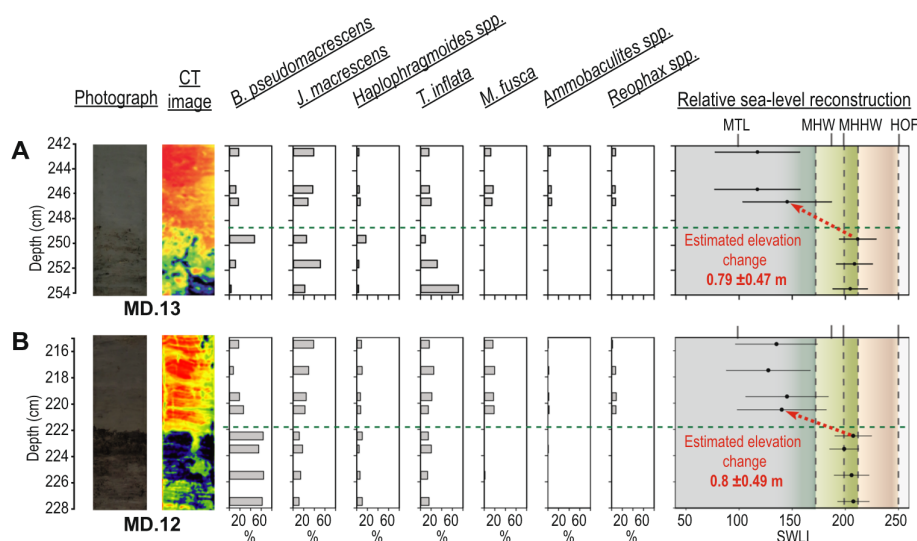 Photograph
CT
image
B. pseudomacrescens
J. macrescens
Haplophragmoides spp.
T. inflata
M. fusca
Ammobaculites spp.
Reophax spp.
Relative sea-level reconstruction
MTL MHW MHHW HOF
A
Depth (cm)
242
246
248
250
252
254
MD.13
Estimated elevation
change
0.79 ±0.47 m
B
Depth (cm)
216
220
222
226
228
MD.12
Estimated elevation
change
0.8 ±0.49 m
20 60 20 60 20 60 20 60 20 60 20 60 20 60 50 100 150 200 250
% % % % % % % SWLI